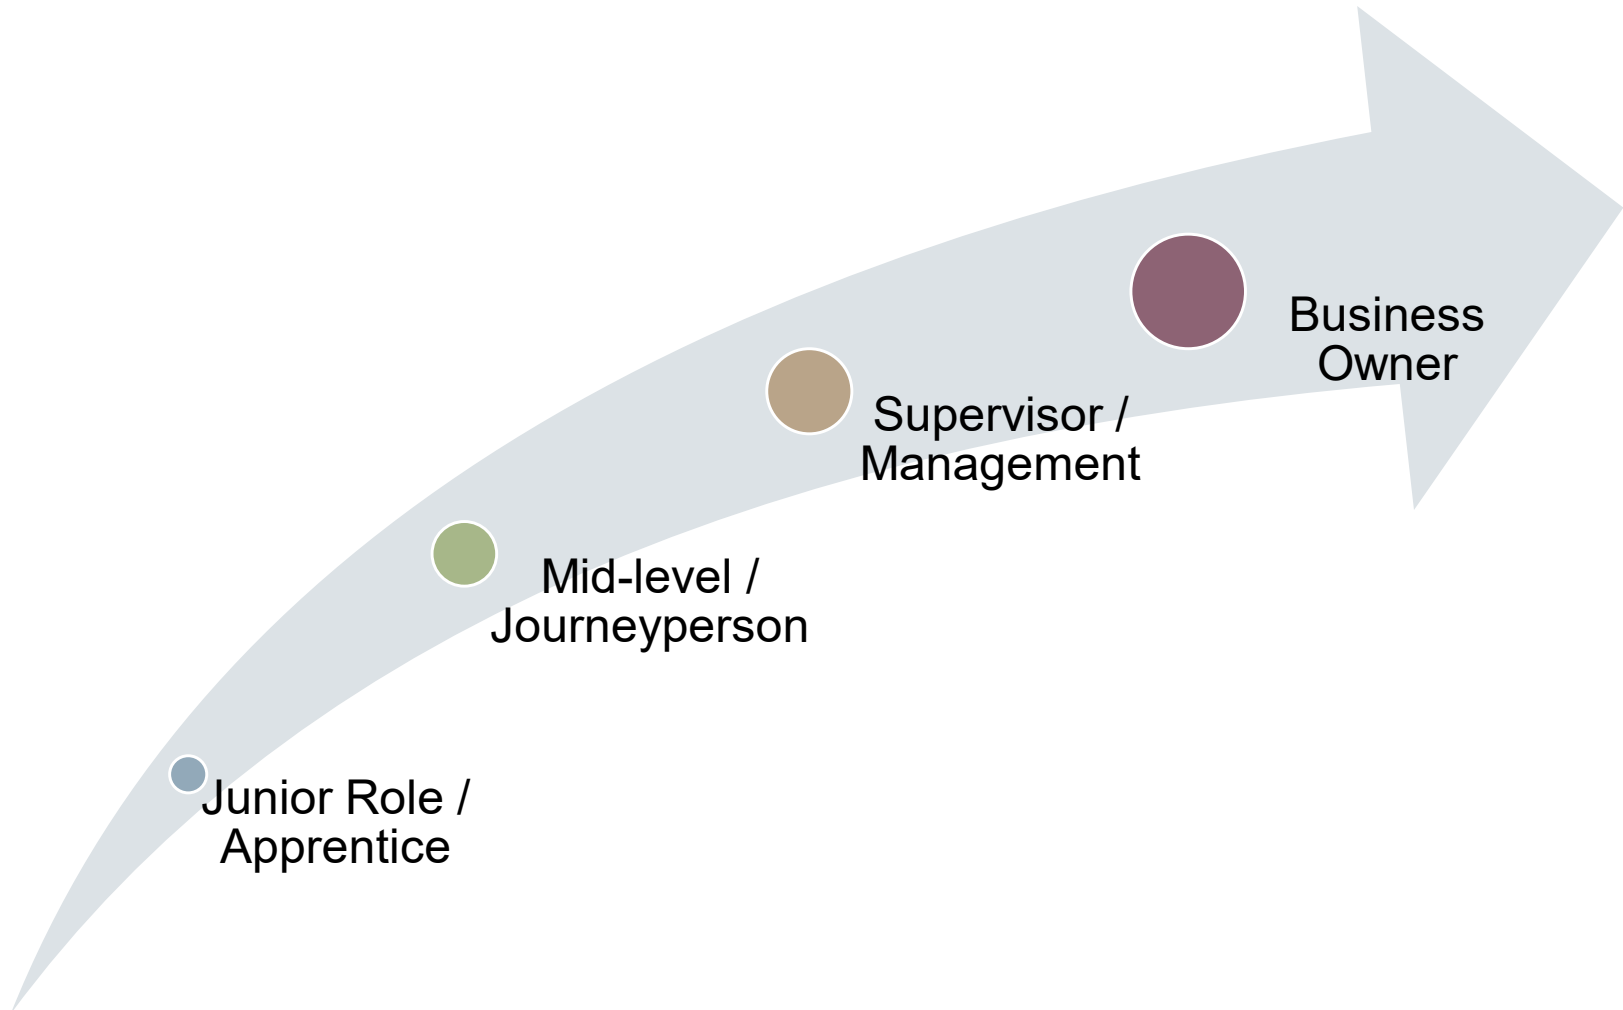 Business
Owner
Supervisor /
Management
Mid-level /
Journeyperson
Junior Role /
Apprentice